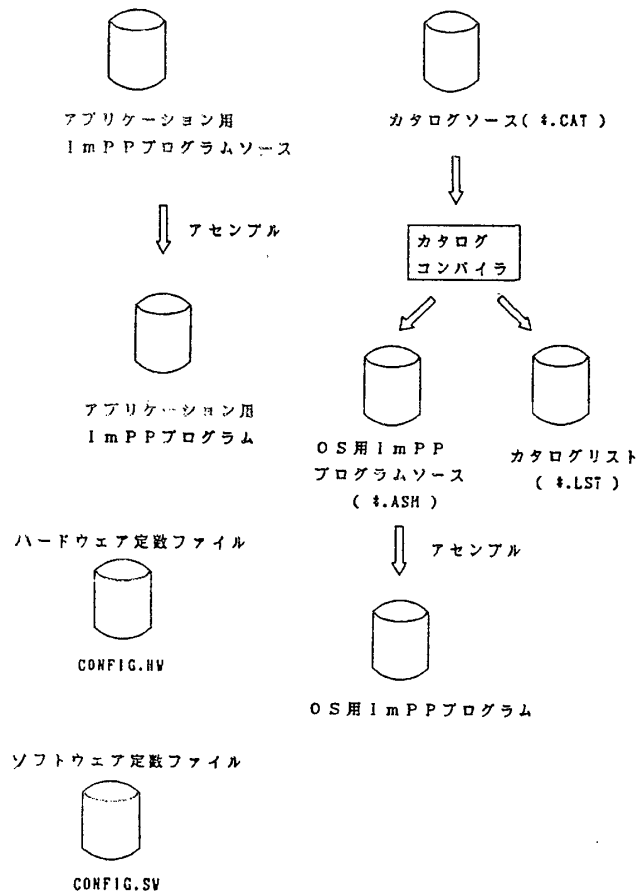 アプリケーション用
ImPPプログラムソース
アセンブル
アプリケーション用
ImPPプログラム
カタログソース( *.CAT )
カタログ
コンパイラ
OS用ImPP
プログラムソース
( *.ASM )
カタログリスト
( *.LST )
アセンブル
OS用ImPPプログラム
ハードウェア定数ファイル
CONFIG.HW
ソフトウェア定数ファイル
CONFIG.SW